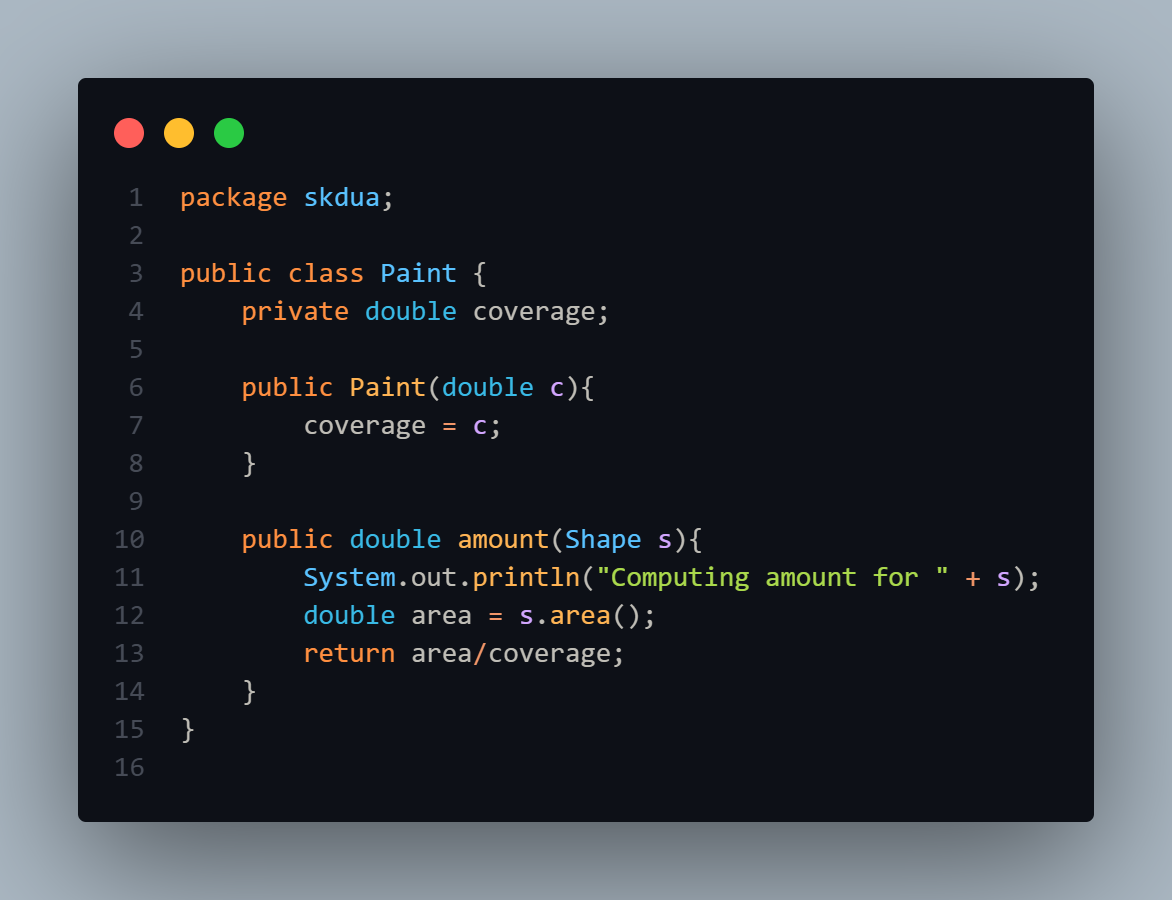 1 package skdua;
2
3 public class Paint {
4     private double coverage;
5
6     public Paint(double c){
7         coverage = c;
8     }
9
10     public double amount(Shape s){
11         System.out.println("Computing amount for " + s);
12         double area = s.area();
13         return area/coverage;
14     }
15 }
16